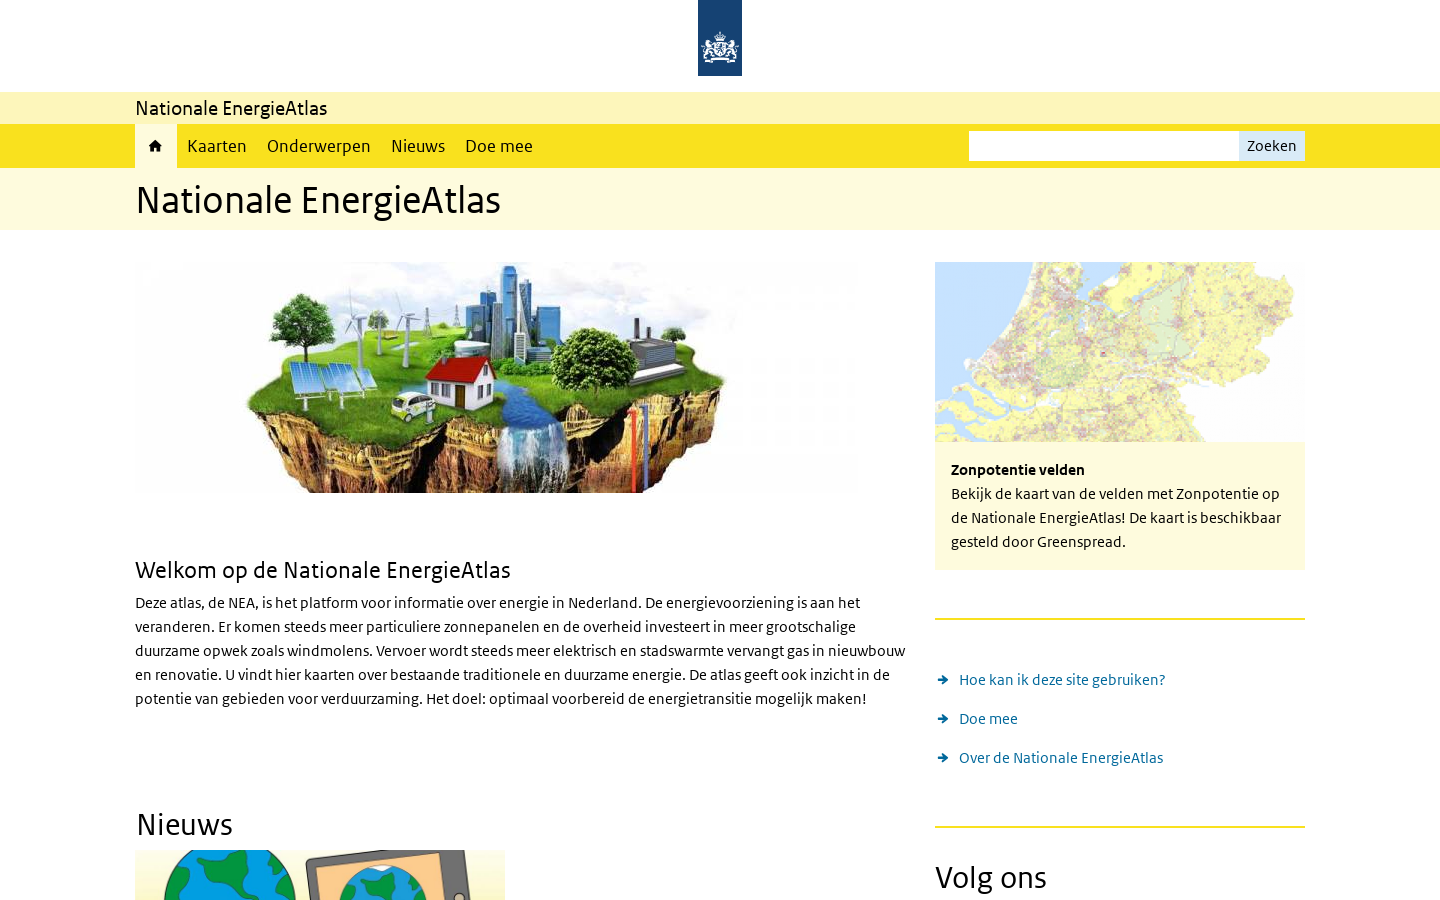 Nationale EnergieAtlas
Kaarten Onderwerpen Nieuws Doe mee Zoeken
Nationale EnergieAtlas
Zonpotentie velden
Bekijk de kaart van de velden met Zonpotentie op
de Nationale EnergieAtlas! De kaart is beschikbaar
gesteld door Greenspread.
Welkom op de Nationale EnergieAtlas
Deze atlas, de NEA, is het platform voor informatie over energie in Nederland. De energievoorziening is aan het
veranderen. Er komen steeds meer particuliere zonnepanelen en de overheid investeert in meer grootschalige
duurzame opwek zoals windmolens. Vervoer wordt steeds meer elektrisch en stadswarmte vervangt gas in nieuwbouw
en renovatie. U vindt hier kaarten over bestaande traditionele en duurzame energie. De atlas geeft ook inzicht in de
potentie van gebieden voor verduurzaming. Het doel: optimaal voorbereid de energietransitie mogelijk maken!
Hoe kan ik deze site gebruiken?
Doe mee
Over de Nationale EnergieAtlas
Nieuws
Volg ons